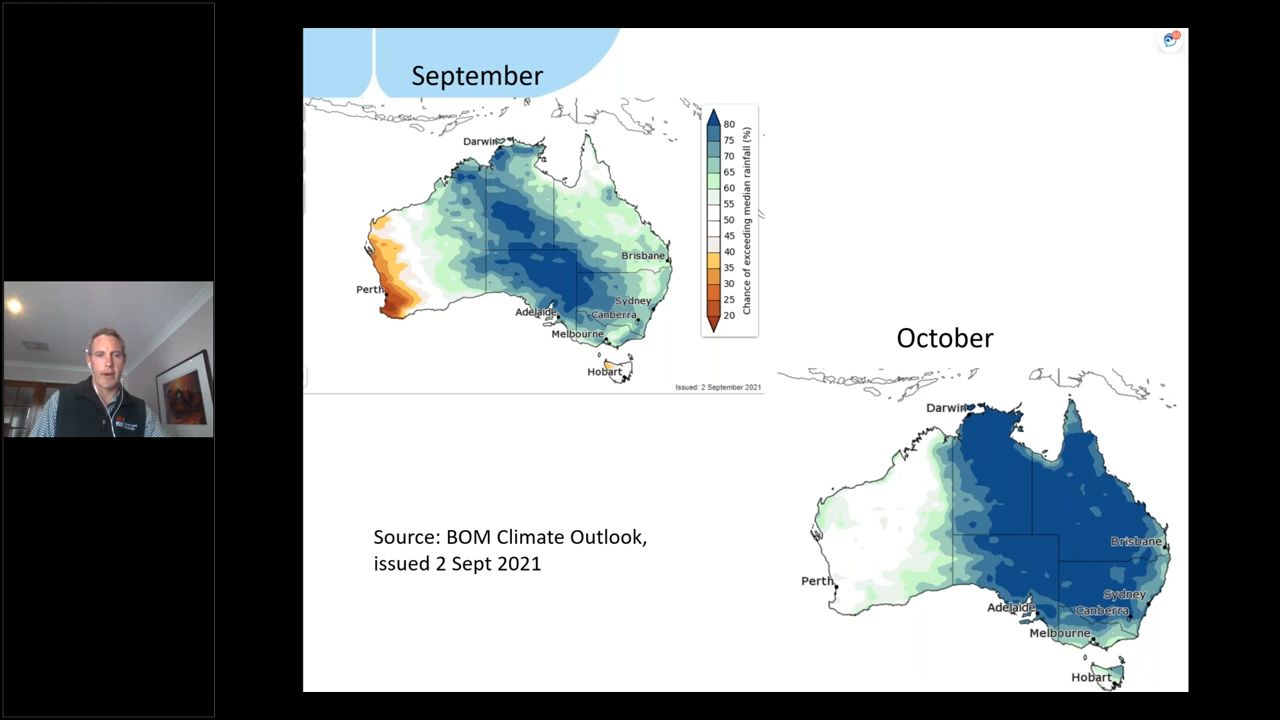 September
Darwin
Perth
Brisbane
Sydney
Adelaide
Canberra
Melbourne
Hobart
80
75
70
65
60
55
50
45
40
35
30
25
20
Chance of exceeding median rainfall (%)
Issued: 2 September 2021
October
Darwin
Perth
Brisbane
Sydney
Adelaide
Canberra
Melbourne
Hobart
Source: BOM Climate Outlook,
issued 2 Sept 2021